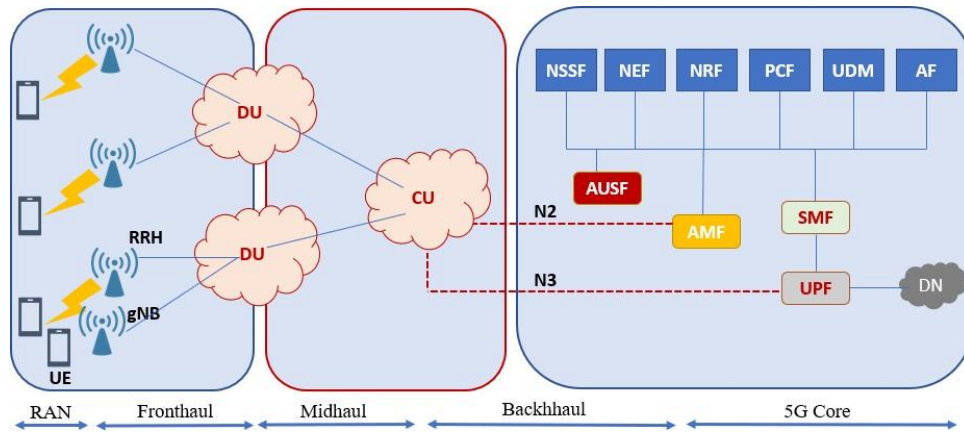 NSSF NEF NRF PCF UDM AF
DU
AUSF
CU
SMF
N2
AMF
RRH
DU
N3
UPF
DN
gNB
UE
RAN Fronthaul Midhaul Backhhaul 5G Core